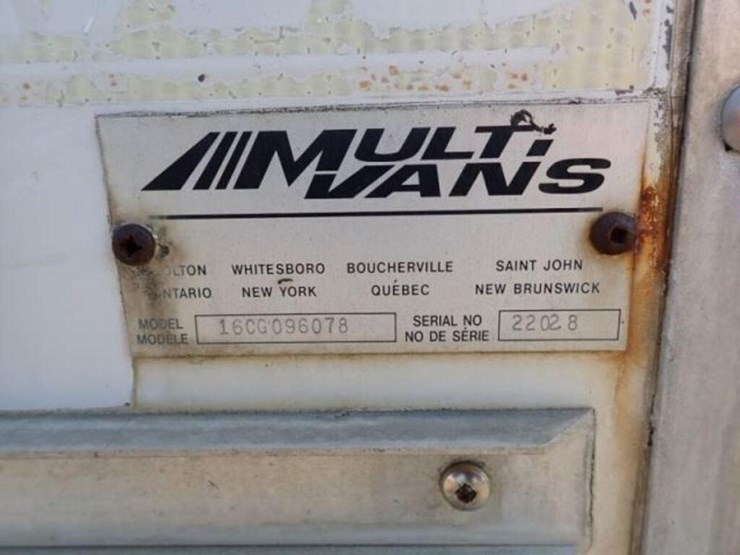 MULTI
VANS
WHITESBORO BOUCHERVILLE SAINT JOHN
NEW YORK QUÉBEC NEW BRUNSWICK
MODEL 16CG096078 SERIAL NO 22028
MODÈLE NO DE SÉRIE